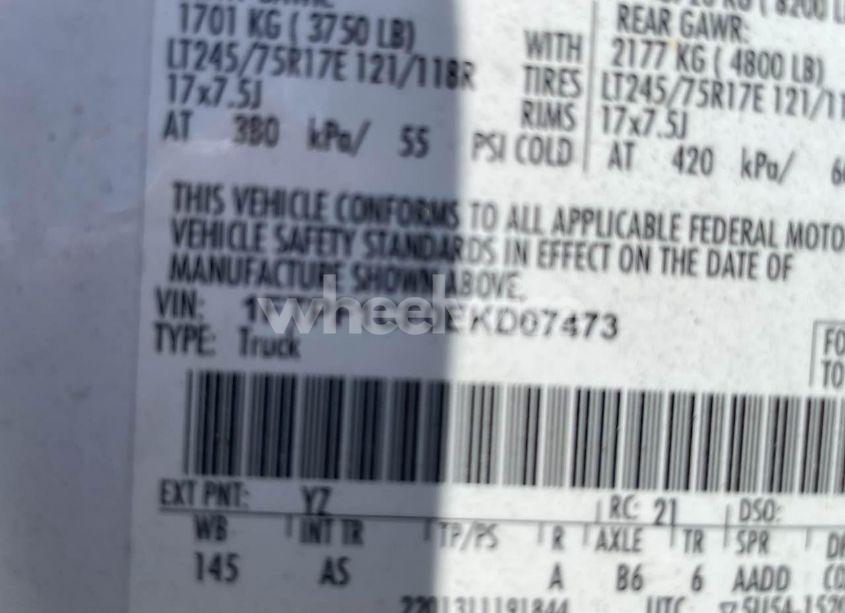 1701 KG ( 3750 LB)
LT245/75R17E 121/118R
17x7.5J
AT 380 kPa/ 55 PSI COLD
WITH
TIRES
RIMS
REAR GAWR:
2177 KG ( 4800 LB)
LT245/75R17E 121/11
17x7.5J
AT 420 kPa/
THIS VEHICLE CONFORMS TO ALL APPLICABLE FEDERAL MOTO
VEHICLE SAFETY STANDARDS IN EFFECT ON THE DATE OF
MANUFACTURE SHOWN ABOVE.
VIN: EKD07473
TYPE: Truck
FO
TO
EXT PNT: YZ RC: 21 DSO:
WB INT TR TP/PS R AXLE TR SPR
145 AS A B6 6 AADD
2201311191844 UTC